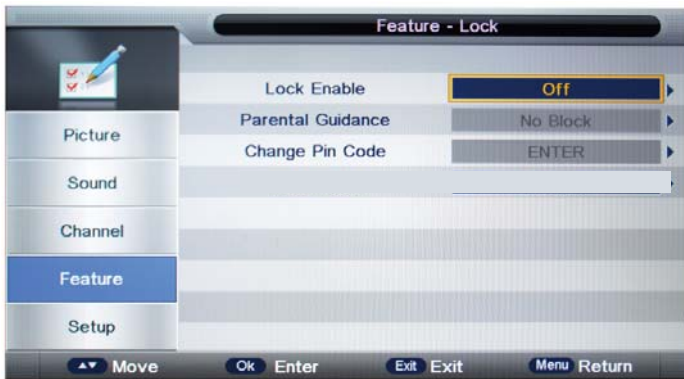 Feature - Lock
Lock Enable Off
Parental Guidance No Block
Change Pin Code ENTER
Picture
Sound
Channel
Feature
Setup
Move Ok Enter Exit Exit Menu Return